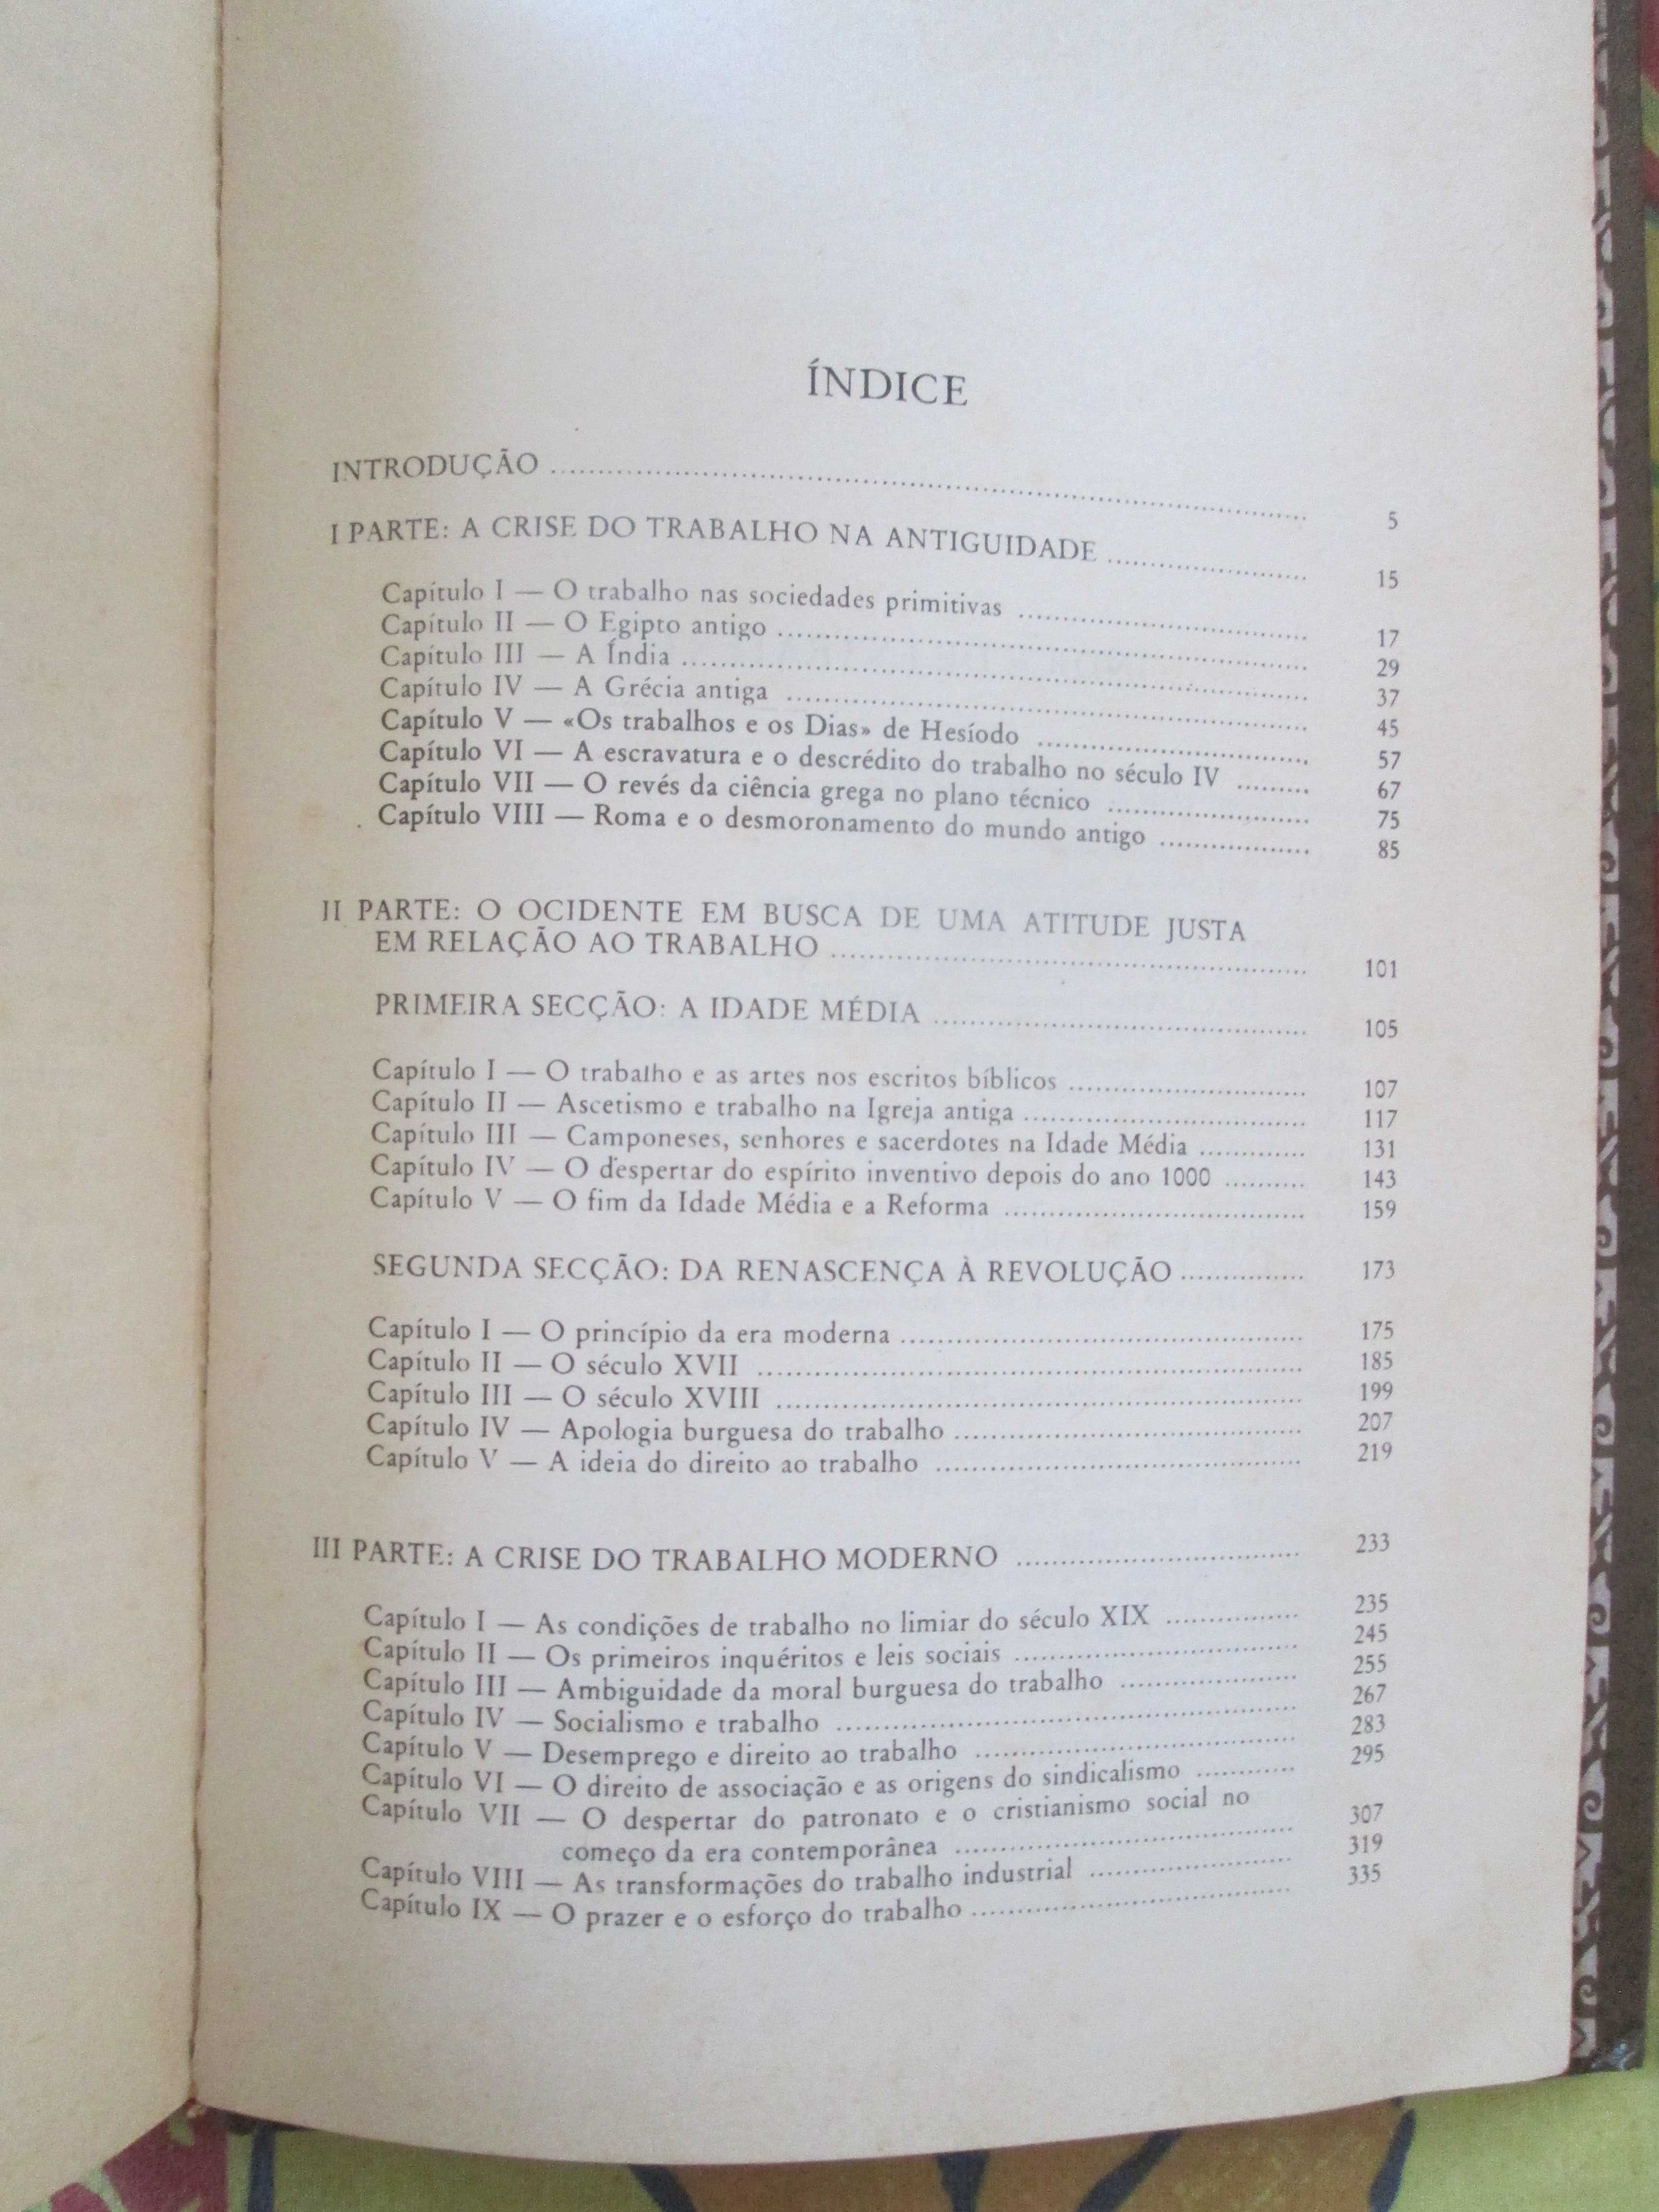 ÍNDICE
INTRODUÇÃO ........ 5
I PARTE: A CRISE DO TRABALHO NA ANTIGUIDADE ........ 15
Capítulo I — O trabalho nas sociedades primitivas ........ 17
Capítulo II — O Egipto antigo ........ 29
Capítulo III — A Índia ........ 37
Capítulo IV — A Grécia antiga ........ 45
Capítulo V — «Os trabalhos e os Dias» de Hesíodo ........ 57
Capítulo VI — A escravatura e o descrédito do trabalho no século IV ........ 67
Capítulo VII — O revés da ciência grega no plano técnico ........ 75
Capítulo VIII — Roma e o desmoronamento do mundo antigo ........ 85
II PARTE: O OCIDENTE EM BUSCA DE UMA ATITUDE JUSTA
EM RELAÇÃO AO TRABALHO ........ 101
PRIMEIRA SECÇÃO: A IDADE MÉDIA ........ 105
Capítulo I — O trabalho e as artes nos escritos bíblicos ........ 107
Capítulo II — Ascetismo e trabalho na Igreja antiga ........ 117
Capítulo III — Camponeses, senhores e sacerdotes na Idade Média ........ 131
Capítulo IV — O despertar do espírito inventivo depois do ano 1000 ........ 143
Capítulo V — O fim da Idade Média e a Reforma ........ 159
SEGUNDA SECÇÃO: DA RENASCENÇA À REVOLUÇÃO ........ 173
Capítulo I — O princípio da era moderna ........ 175
Capítulo II — O século XVII ........ 185
Capítulo III — O século XVIII ........ 199
Capítulo IV — Apologia burguesa do trabalho ........ 207
Capítulo V — A ideia do direito ao trabalho ........ 219
III PARTE: A CRISE DO TRABALHO MODERNO ........ 233
Capítulo I — As condições de trabalho no limiar do século XIX ........ 235
Capítulo II — Os primeiros inquéritos e leis sociais ........ 245
Capítulo III — Ambiguidade da moral burguesa do trabalho ........ 255
Capítulo IV — Socialismo e trabalho ........ 267
Capítulo V — Desemprego e direito ao trabalho ........ 283
Capítulo VI — O direito de associação e as origens do sindicalismo ........ 295
Capítulo VII — O despertar do patronato e o cristianismo social no
começo da era contemporânea ........ 307
Capítulo VIII — As transformações do trabalho industrial ........ 319
Capítulo IX — O prazer e o esforço do trabalho ........ 335